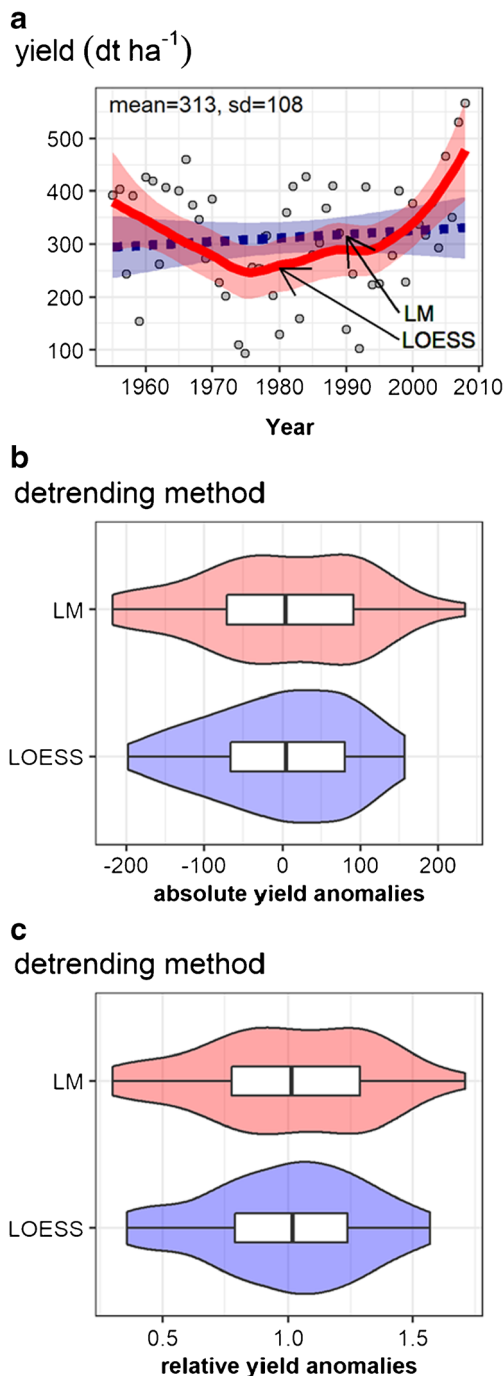 a
yield (dt ha⁻¹)
mean=313, sd=108
500
400
300
200
100
LM
LOESS
1960 1970 1980 1990 2000 2010
Year
b
detrending method
LM
LOESS
-200 -100 0 100 200
absolute yield anomalies
c
detrending method
LM
LOESS
0.5 1.0 1.5
relative yield anomalies